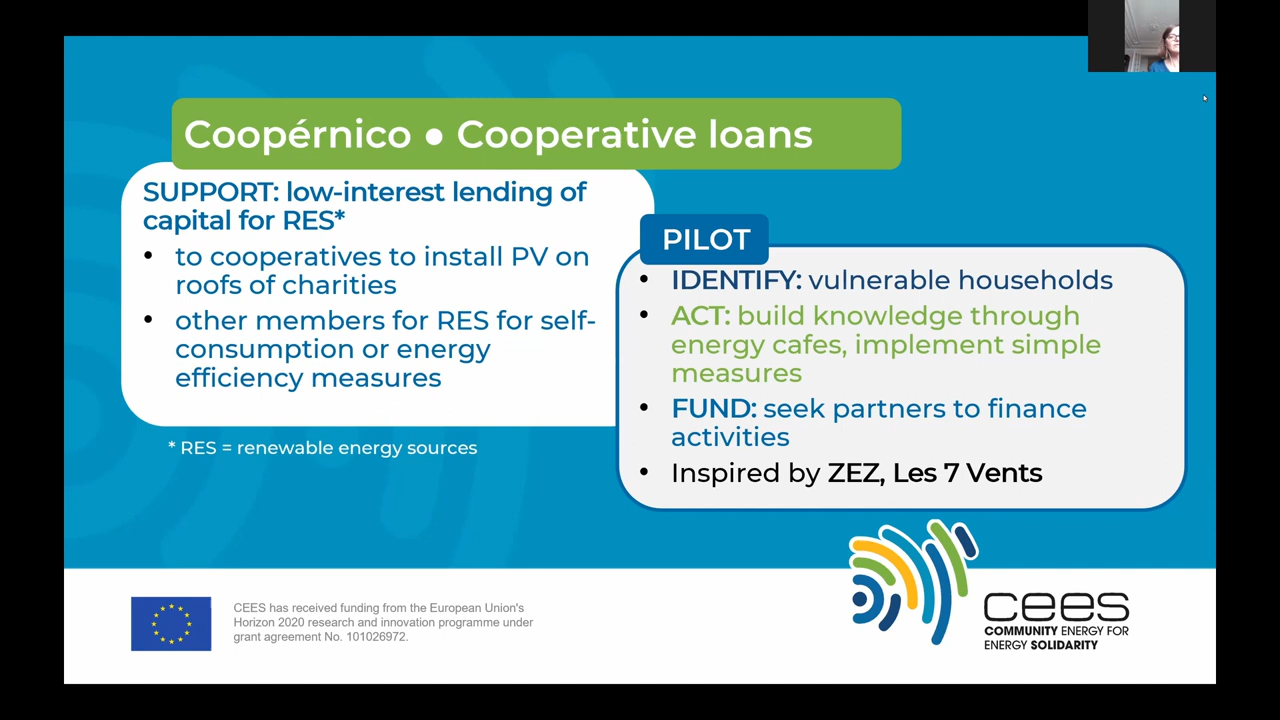 Coopérnico ● Cooperative loans
SUPPORT: low-interest lending of
capital for RES*
• to cooperatives to install PV on
roofs of charities
• other members for RES for self-
consumption or energy
efficiency measures
* RES = renewable energy sources
PILOT
• IDENTIFY: vulnerable households
• ACT: build knowledge through
energy cafes, implement simple
measures
• FUND: seek partners to finance
activities
• Inspired by ZEZ, Les 7 Vents
CEES has received funding from the European Union's
Horizon 2020 research and innovation programme under
grant agreement No. 101026972.
cees
COMMUNITY ENERGY FOR
ENERGY SOLIDARITY